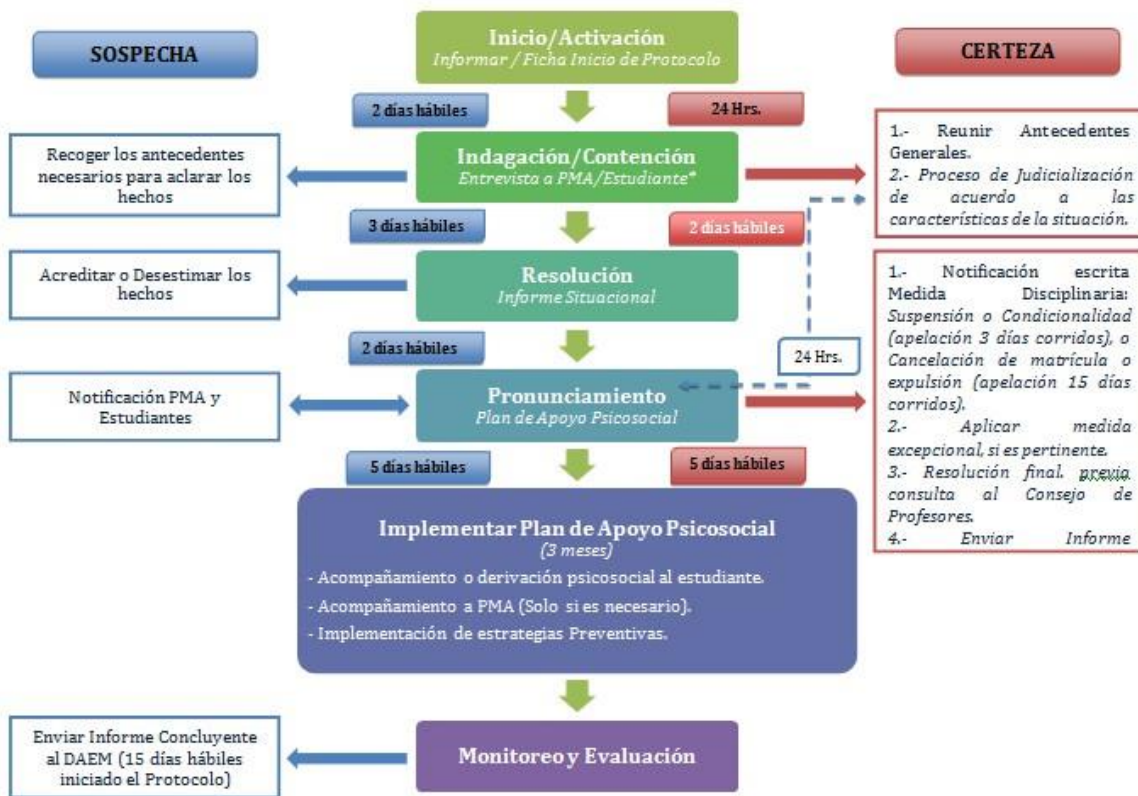 SOSPECHA
Inicio/Activación
Informar / Ficha Inicio de Protocolo
CERTEZA
2 días hábiles
24 Hrs.
Recoger los antecedentes
necesarios para aclarar los
hechos
Indagación/Contención
Entrevista a PMA/Estudiante*
1.- Reunir Antecedentes
Generales.
2.- Proceso de Judicialización
de acuerdo a las
características de la situación.
3 días hábiles
2 días hábiles
Acreditar o Desestimar los
hechos
Resolución
Informe Situacional
2 días hábiles
24 Hrs.
Notificación PMA y
Estudiantes
Pronunciamiento
Plan de Apoyo Psicosocial
1.- Notificación escrita
Medida Disciplinaria:
Suspensión o Condicionalidad
(apelación 3 días corridos), o
Cancelación de matrícula o
expulsión (apelación 15 días
corridos).
2.- Aplicar medida
excepcional, si es pertinente.
3.- Resolución final. previa
consulta al Consejo de
Profesores.
4.- Enviar Informe
5 días hábiles
5 días hábiles
Implementar Plan de Apoyo Psicosocial
(3 meses)
- Acompañamiento o derivación psicosocial al estudiante.
- Acompañamiento a PMA (Solo si es necesario).
- Implementación de estrategias Preventivas.
Enviar Informe Concluyente
al DAEM (15 días hábiles
iniciado el Protocolo)
Monitoreo y Evaluación